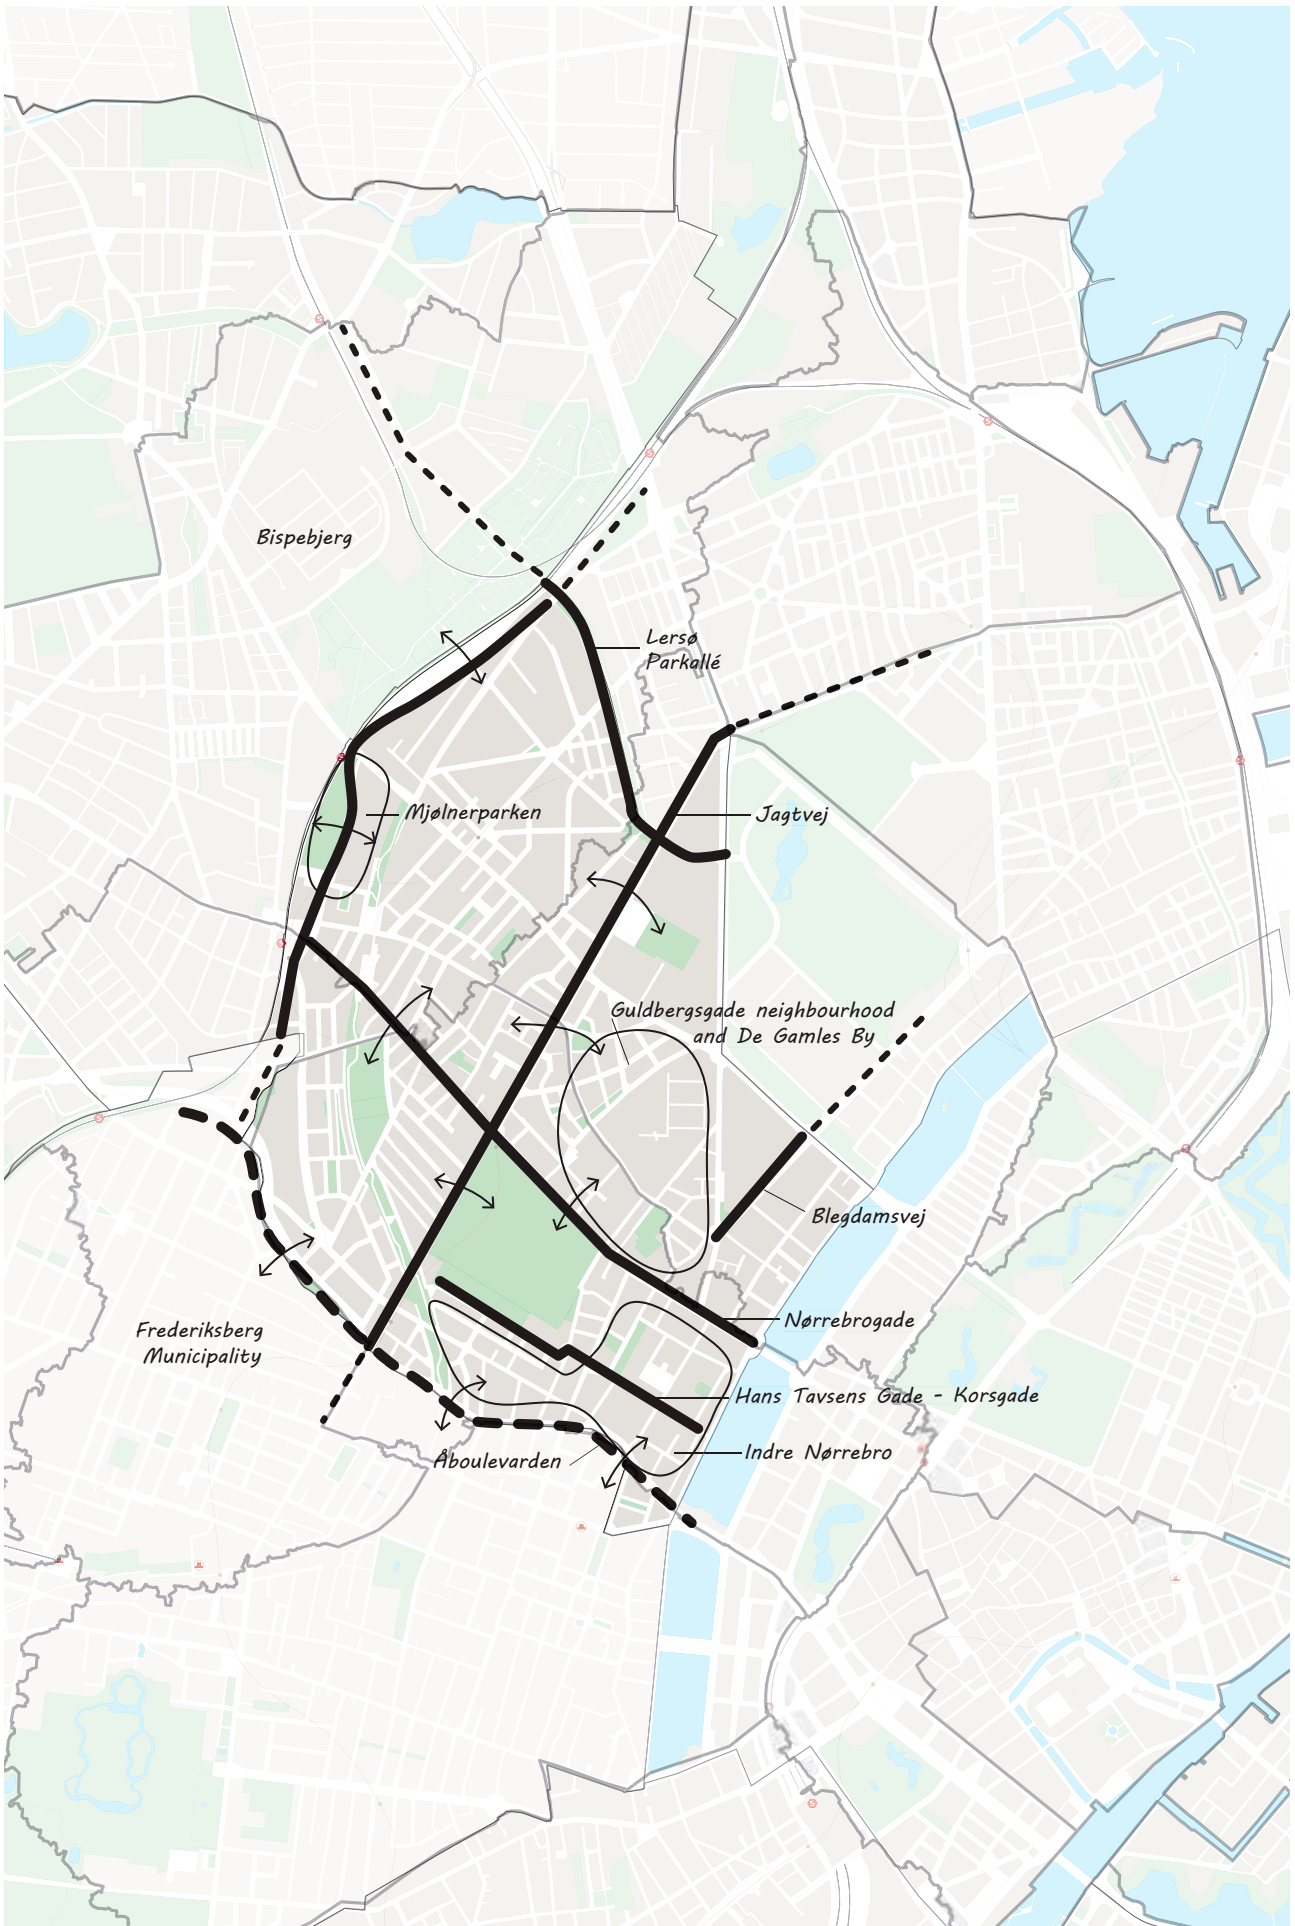 Bispebjerg
Lersø
Parkallé
Mjølnerparken
Jagtvej
Guldbergsgade neighbourhood
and De Gamles By
Blegdamsvej
Nørrebrogade
Frederiksberg
Municipality
Hans Tavsens Gade - Korsgade
Indre Nørrebro
Åboulevarden